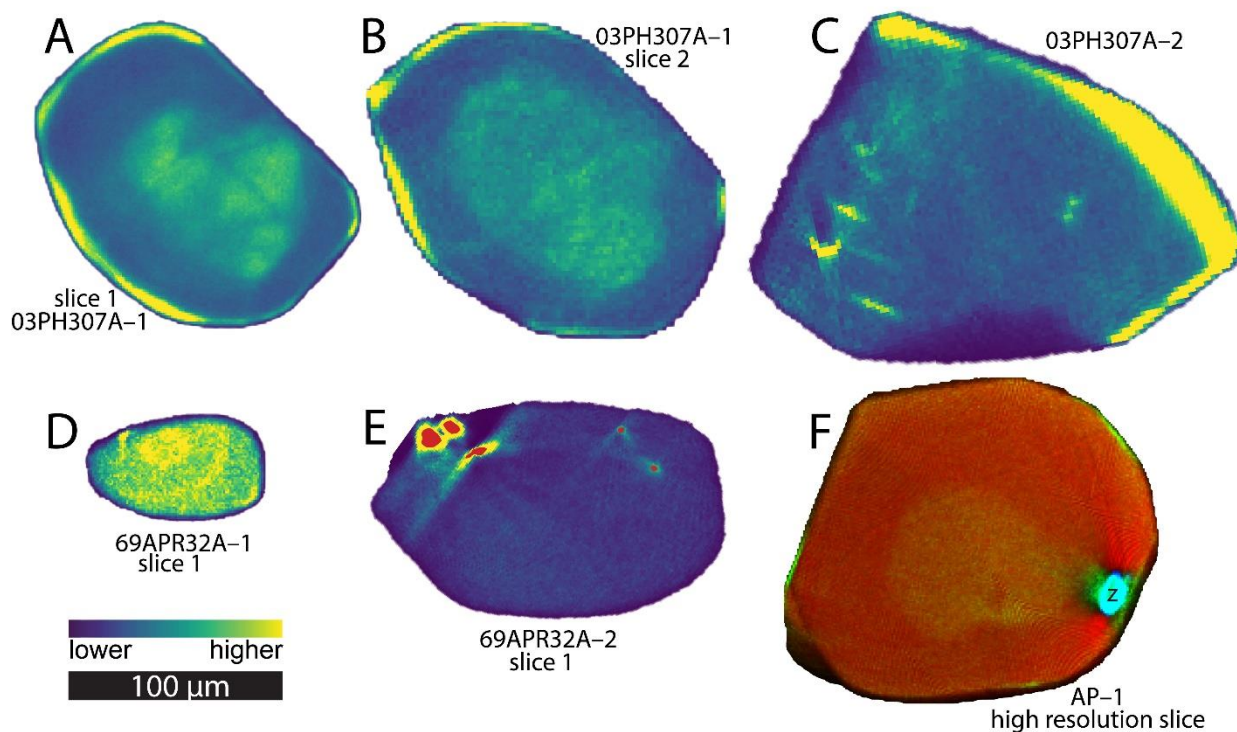 A
slice 1
03PH307A–1
B
03PH307A–1
slice 2
C
03PH307A–2
D
69APR32A–1
slice 1
lower higher
100 µm
E
69APR32A–2
slice 1
F
z
AP–1
high resolution slice